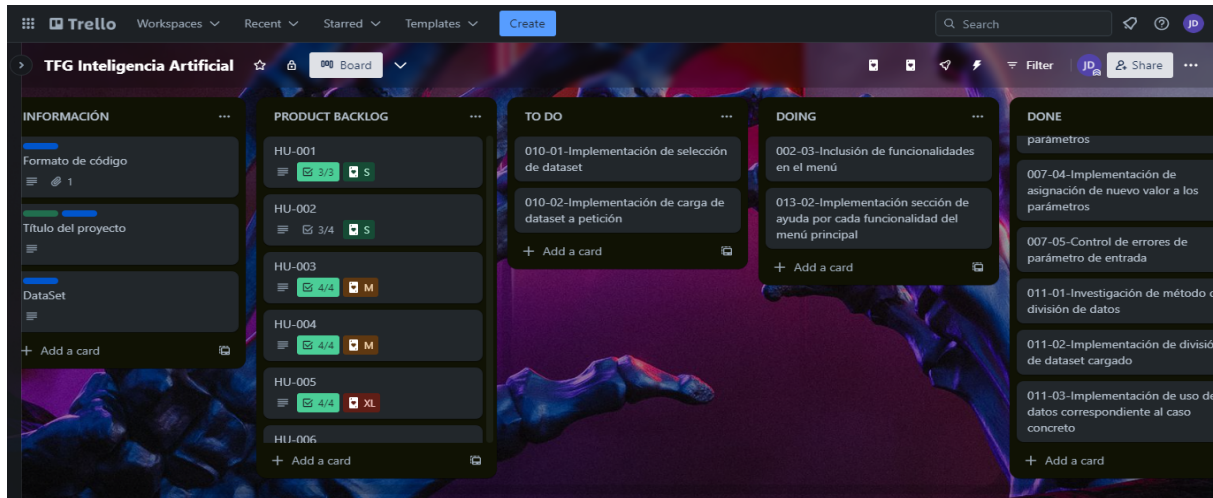 Trello Workspaces Recent Starred Templates Create Search JD
TFG Inteligencia Artificial Board Filter JD Share
INFORMACIÓN
Formato de código
1
Título del proyecto
DataSet
+ Add a card
PRODUCT BACKLOG
HU-001
3/3 S
HU-002
3/4 S
HU-003
4/4 M
HU-004
4/4 M
HU-005
4/4 XL
HU-006
+ Add a card
TO DO
010-01-Implementación de selección
de dataset
010-02-Implementación de carga de
dataset a petición
+ Add a card
DOING
002-03-Inclusión de funcionalidades
en el menú
013-02-Implementación sección de
ayuda por cada funcionalidad del
menú principal
+ Add a card
DONE
parámetros
007-04-Implementación de
asignación de nuevo valor a los
parámetros
007-05-Control de errores de
parámetro de entrada
011-01-Investigación de método
división de datos
011-02-Implementación de divisió
de dataset cargado
011-03-Implementación de uso de
datos correspondiente al caso
concreto
+ Add a card